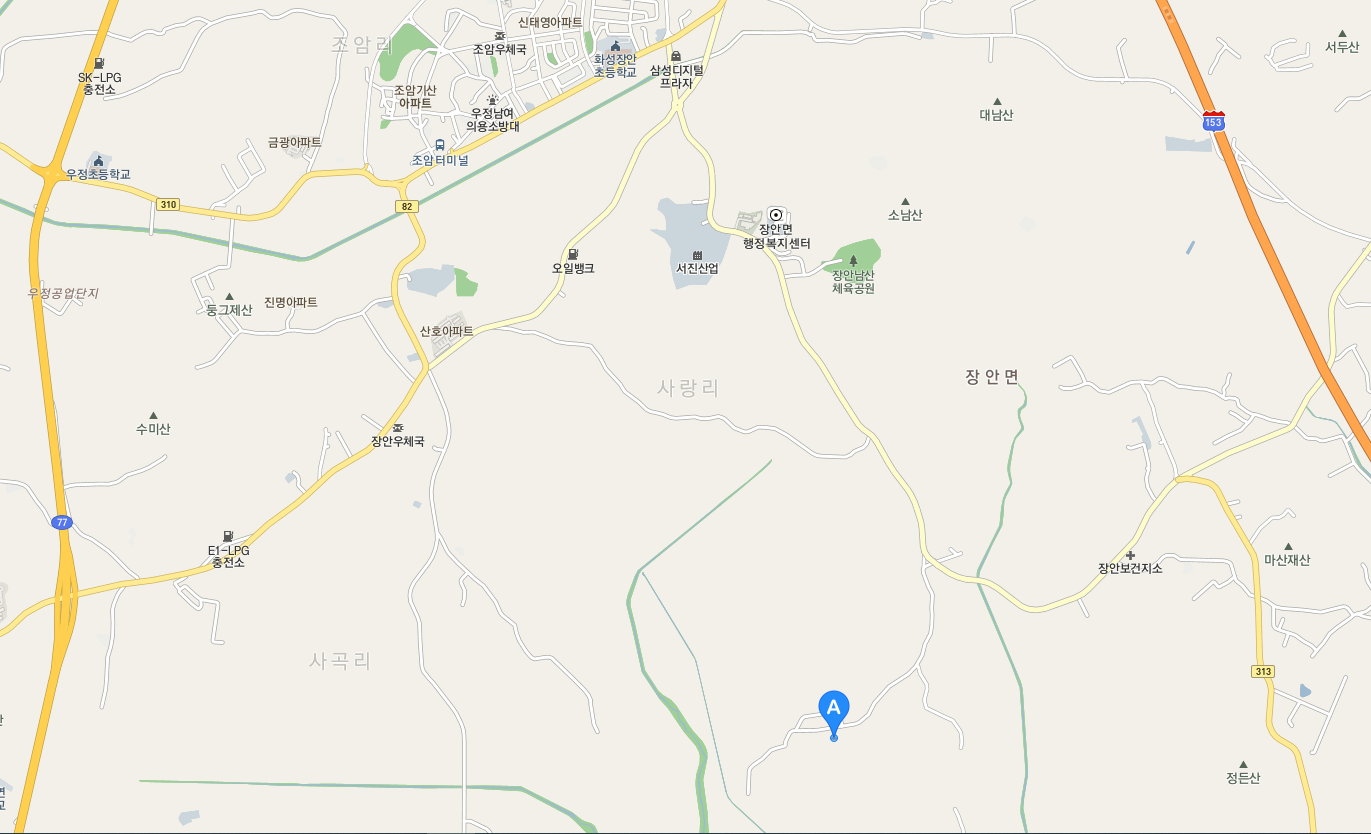 신태영아파트
조암리
조암우체국
화성장안
초등학교
서두산
SK-LPG
충전소
삼성디지털
프라자
조암기산
아파트
우정남여
의용소방대
대남산
153
금광아파트
조암터미널
우정초등학교
310
82
소남산
장안면
행정복지센터
오일뱅크
서진산업
장안남산
체육공원
우정공업단지
둥그제산
진명아파트
산호아파트
사랑리
장안면
수미산
장안우체국
77
E1-LPG
충전소
장안보건지소
마산재산
사곡리
313
A
정든산